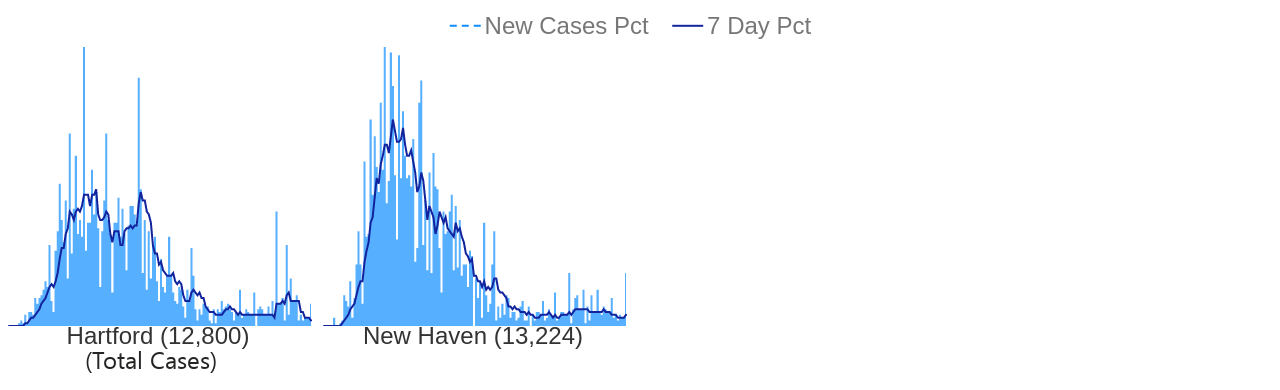 New Cases Pct 7 Day Pct
Hartford (12,800) New Haven (13,224)
(Total Cases)